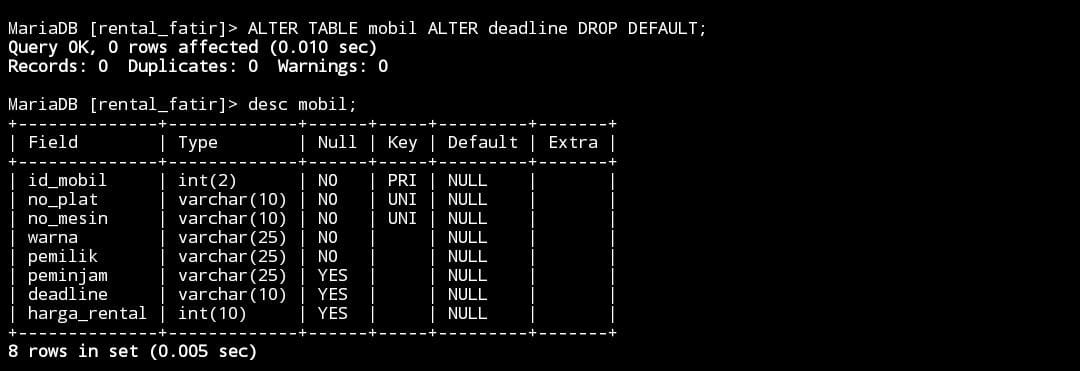 MariaDB [rental_fatir]> ALTER TABLE mobil ALTER deadline DROP DEFAULT;
Query OK, 0 rows affected (0.010 sec)
Records: 0  Duplicates: 0  Warnings: 0

MariaDB [rental_fatir]> desc mobil;
+--------------+-------------+------+-----+---------+-------+
| Field        | Type        | Null | Key | Default | Extra |
+--------------+-------------+------+-----+---------+-------+
| id_mobil     | int(2)      | NO   | PRI | NULL    |       |
| no_plat      | varchar(10) | NO   | UNI | NULL    |       |
| no_mesin     | varchar(10) | NO   | UNI | NULL    |       |
| warna        | varchar(25) | NO   |     | NULL    |       |
| pemilik      | varchar(25) | NO   |     | NULL    |       |
| peminjam     | varchar(25) | YES  |     | NULL    |       |
| deadline     | varchar(10) | YES  |     | NULL    |       |
| harga_rental | int(10)     | YES  |     | NULL    |       |
+--------------+-------------+------+-----+---------+-------+
8 rows in set (0.005 sec)